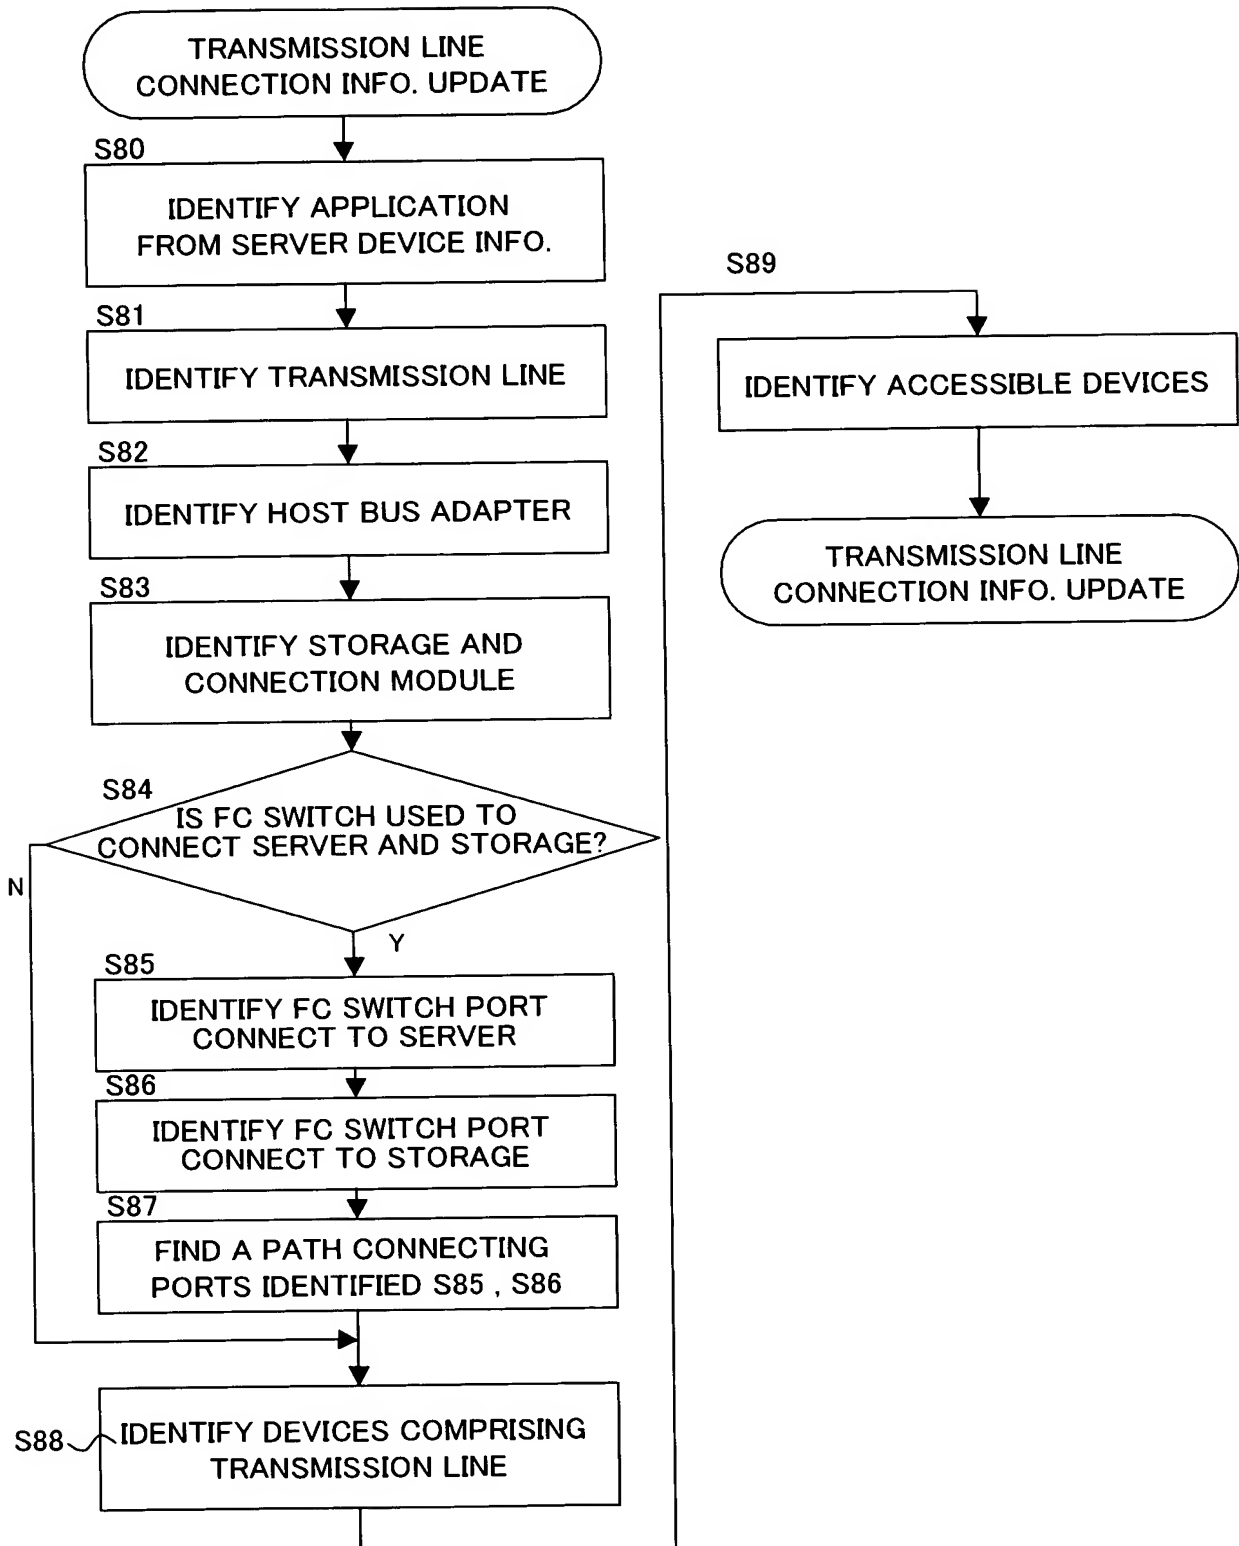 TRANSMISSION LINE
CONNECTION INFO. UPDATE
S80
IDENTIFY APPLICATION
FROM SERVER DEVICE INFO.
S81
IDENTIFY TRANSMISSION LINE
S82
IDENTIFY HOST BUS ADAPTER
S83
IDENTIFY STORAGE AND
CONNECTION MODULE
S84
IS FC SWITCH USED TO
CONNECT SERVER AND STORAGE?
N
Y
S85
IDENTIFY FC SWITCH PORT
CONNECT TO SERVER
S86
IDENTIFY FC SWITCH PORT
CONNECT TO STORAGE
S87
FIND A PATH CONNECTING
PORTS IDENTIFIED S85 , S86
S88
IDENTIFY DEVICES COMPRISING
TRANSMISSION LINE
S89
IDENTIFY ACCESSIBLE DEVICES
TRANSMISSION LINE
CONNECTION INFO. UPDATE